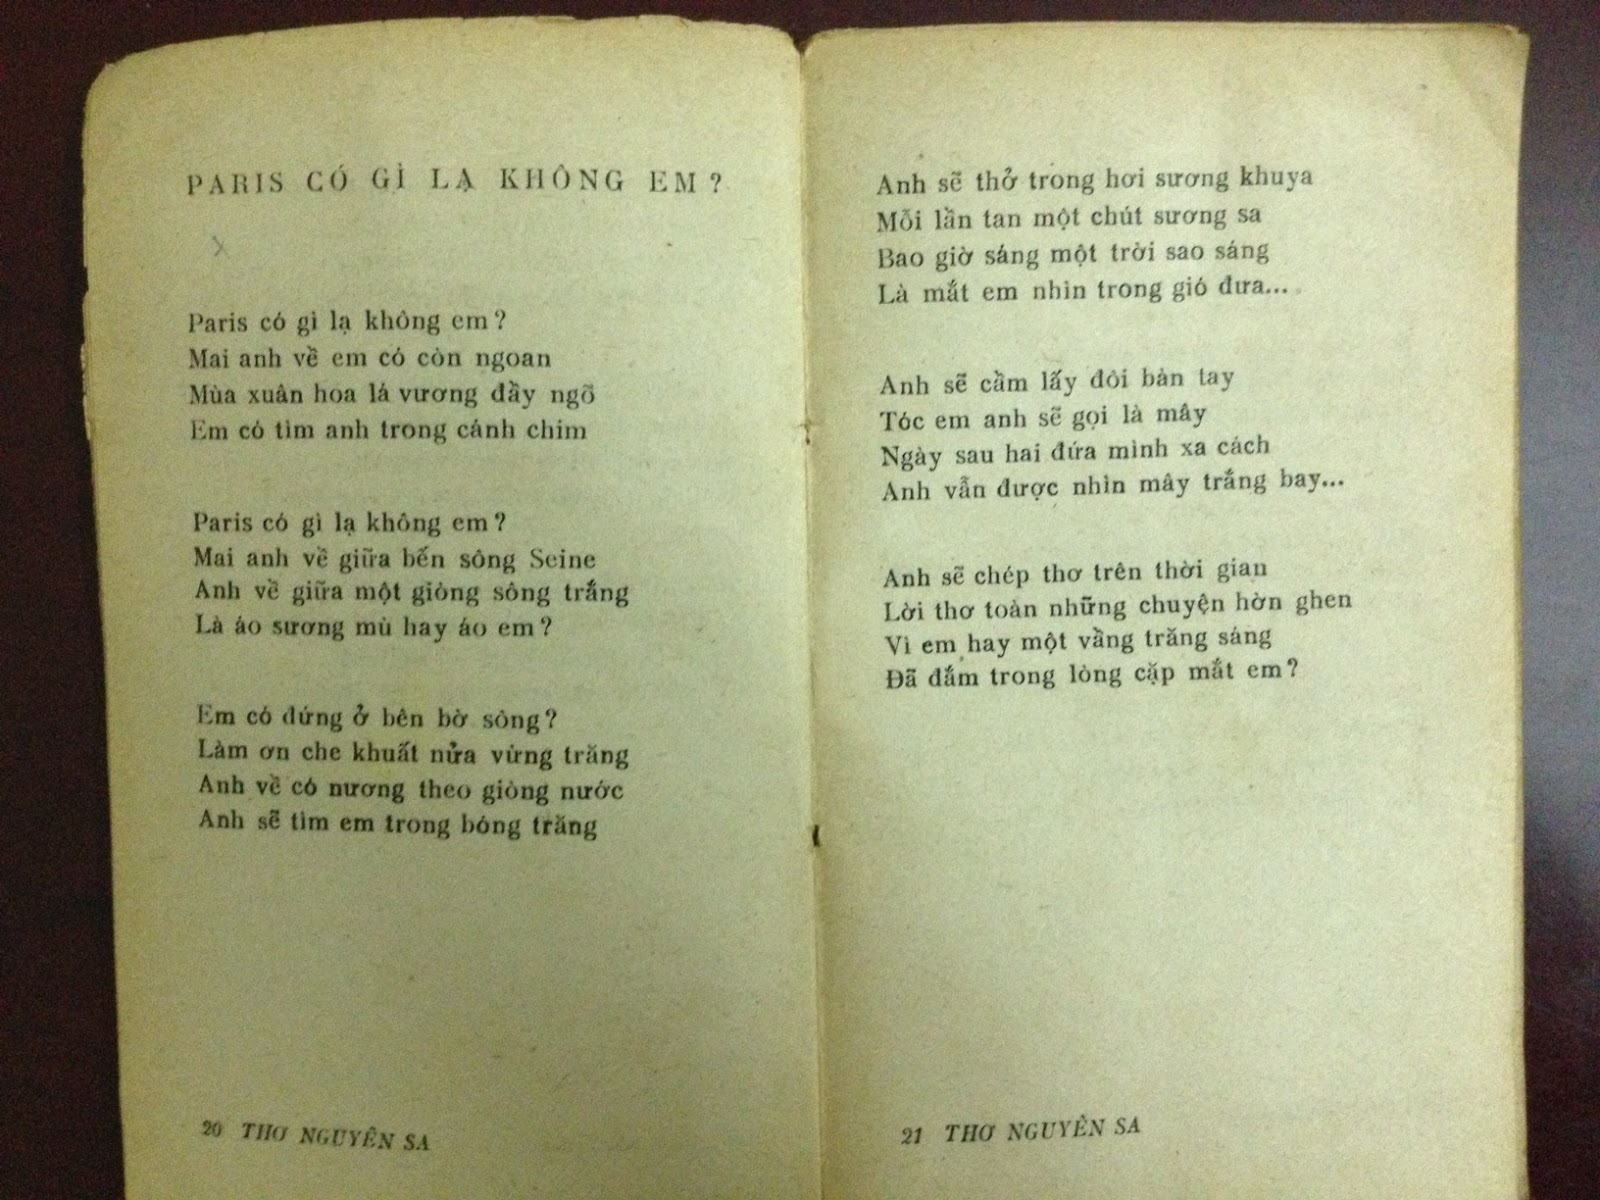 PARIS CÓ GÌ LẠ KHÔNG EM ?
Paris có gì lạ không em ?
Mai anh về em có còn ngoan
Mùa xuân hoa lá vương đầy ngõ
Em có tìm anh trong cánh chim
Paris có gì lạ không em ?
Mai anh về giữa bến sông Seine
Anh về giữa một giòng sông trắng
Là áo sương mù hay áo em ?
Em có đứng ở bên bờ sông ?
Làm ơn che khuất nửa vừng trăng
Anh về có nương theo giòng nước
Anh sẽ tìm em trong bóng trăng
20 THƠ NGUYÊN SA
Anh sẽ thở trong hơi sương khuya
Mỗi lần tan một chút sương sa
Bao giờ sáng một trời sao sáng
Là mắt em nhìn trong gió đưa...
Anh sẽ cầm lấy đôi bàn tay
Tóc em anh sẽ gọi là mây
Ngày sau hai đứa mình xa cách
Anh vẫn được nhìn mây trắng bay...
Anh sẽ chép thơ trên thời gian
Lời thơ toàn những chuyện hờn ghen
Vì em hay một vầng trăng sáng
Đã đắm trong lòng cặp mắt em ?
21 THƠ NGUYÊN SA